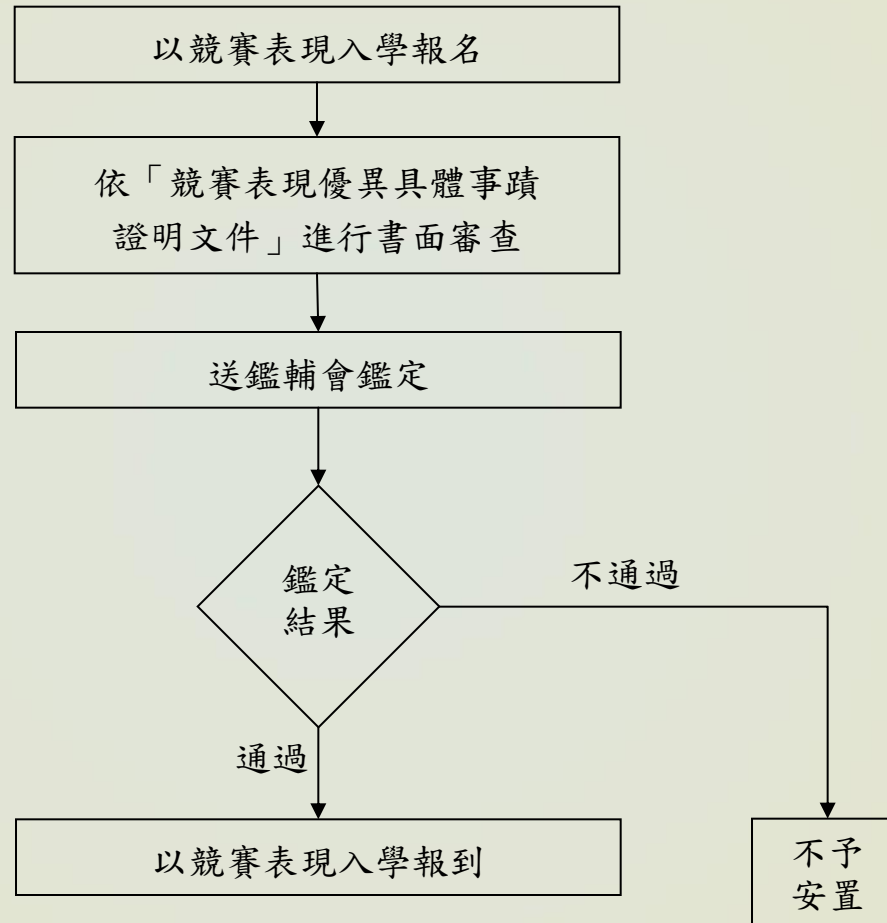 以競賽表現入學報名
依「競賽表現優異具體事蹟
證明文件」進行書面審查
送鑑輔會鑑定
鑑定
結果
不通過
通過
以競賽表現入學報到
不予
安置